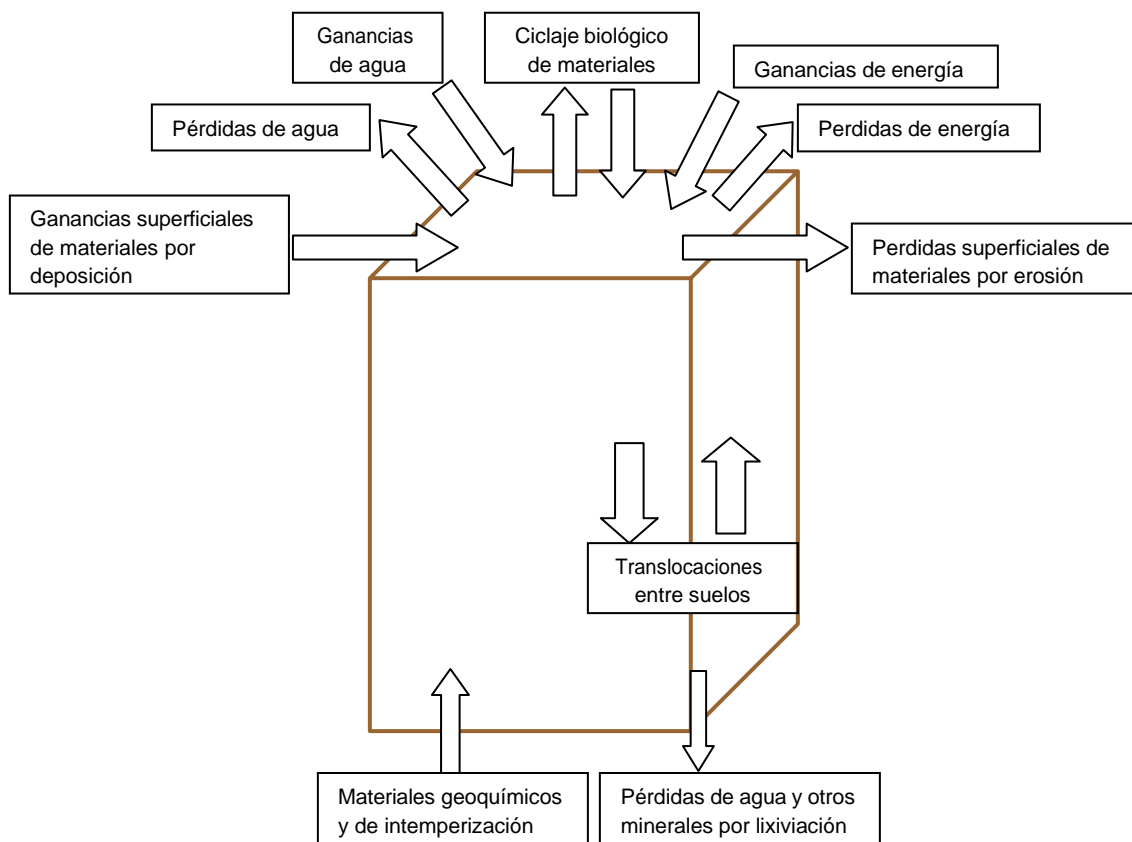 Ganancias
de agua
Ciclaje biológico
de materiales
Ganancias de energía
Pérdidas de agua
Perdidas de energía
Ganancias superficiales
de materiales por
deposición
Perdidas superficiales de
materiales por erosión
Translocaciones
entre suelos
Materiales geoquímicos
y de intemperización
Pérdidas de agua y otros
minerales por lixiviación